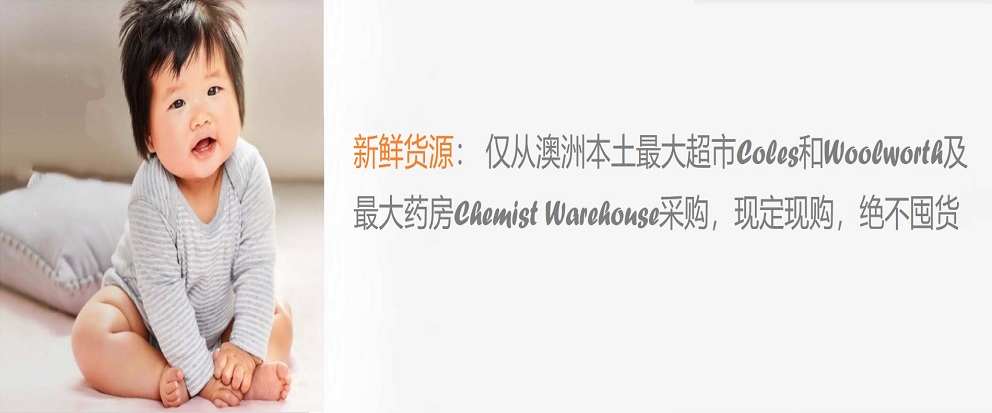 新鲜货源： 仅从澳洲本土最大超市Coles和Woolworth及
最大药房Chemist Warehouse采购，现定现购，绝不囤货